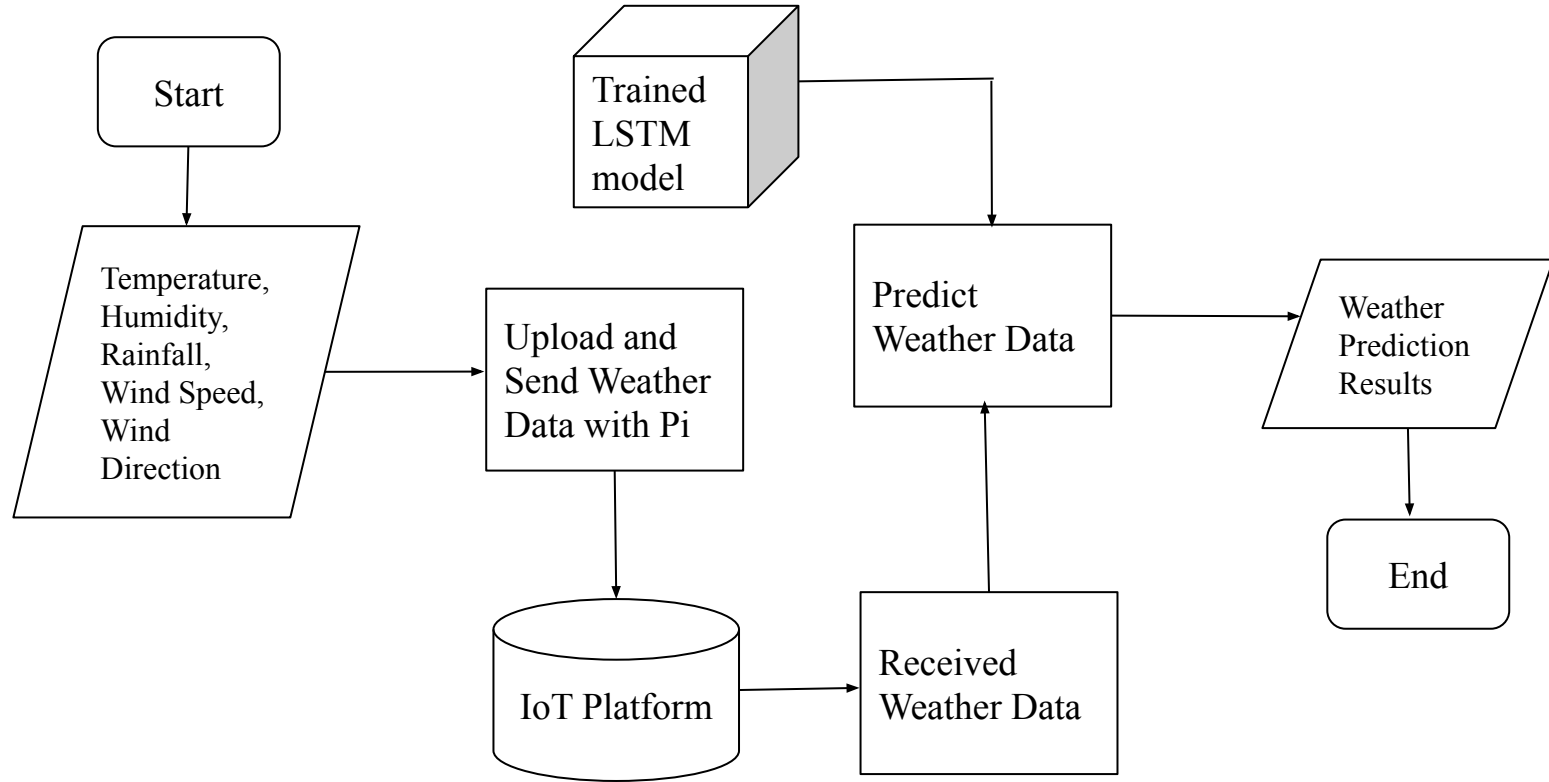 Start
Temperature,
Humidity,
Rainfall,
Wind Speed,
Wind
Direction
Upload and
Send Weather
Data with Pi
IoT Platform
Received
Weather Data
Trained
LSTM
model
Predict
Weather Data
Weather
Prediction
Results
End